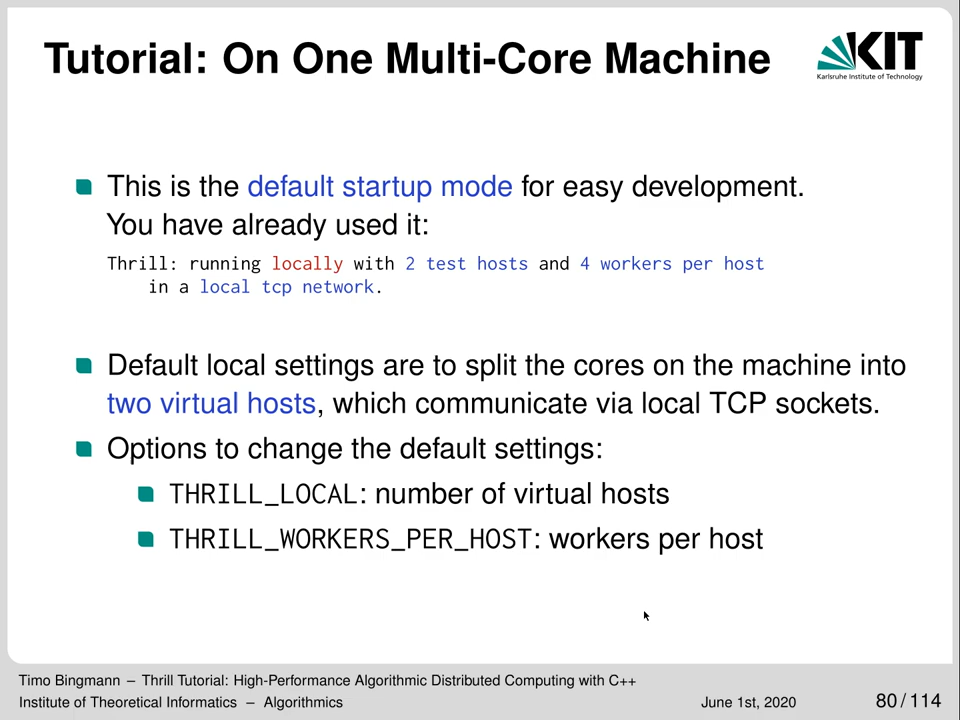 Tutorial: On One Multi-Core Machine
KIT
Karlsruhe Institute of Technology
This is the default startup mode for easy development.
You have already used it:
Thrill: running locally with 2 test hosts and 4 workers per host
in a local tcp network.
Default local settings are to split the cores on the machine into
two virtual hosts, which communicate via local TCP sockets.
Options to change the default settings:
THRILL_LOCAL: number of virtual hosts
THRILL_WORKERS_PER_HOST: workers per host
Timo Bingmann – Thrill Tutorial: High-Performance Algorithmic Distributed Computing with C++
Institute of Theoretical Informatics – Algorithmics June 1st, 2020 80 / 114